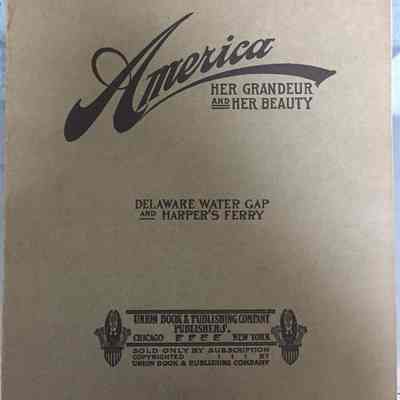 America
HER GRANDEUR
AND HER BEAUTY
DELAWARE WATER GAP
AND HARPER'S FERRY
UNION BOOK & PUBLISHING COMPANY
PUBLISHERS.
CHICAGO NEW YORK
SOLD ONLY BY SUBSCRIPTION
COPYRIGHTED BY
UNION BOOK & PUBLISHING COMPANY